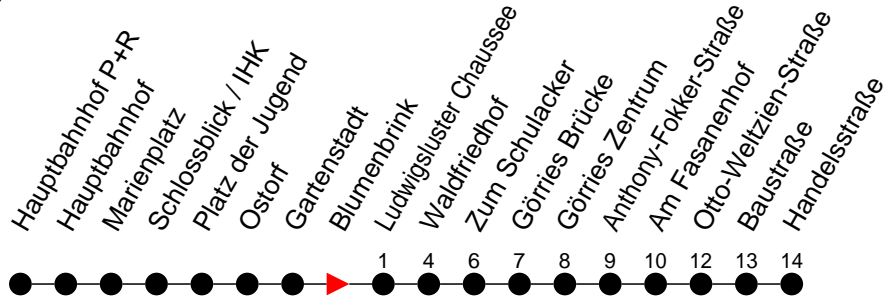 Hauptbahnhof P+R
Hauptbahnhof
Marienplatz
Schlossblick / IHK
Platz der Jugend
Ostorf
Gartenstadt
Blumenbrink
Ludwigsluster Chaussee
Waldfriedhof
Zum Schulacker
Görries Brücke
Görries Zentrum
Anthony-Fokker-Straße
Am Fasanenhof
Otto-Weltzien-Straße
Baustraße
Handelsstraße
1 4 6 7 8 9 10 12 13 14